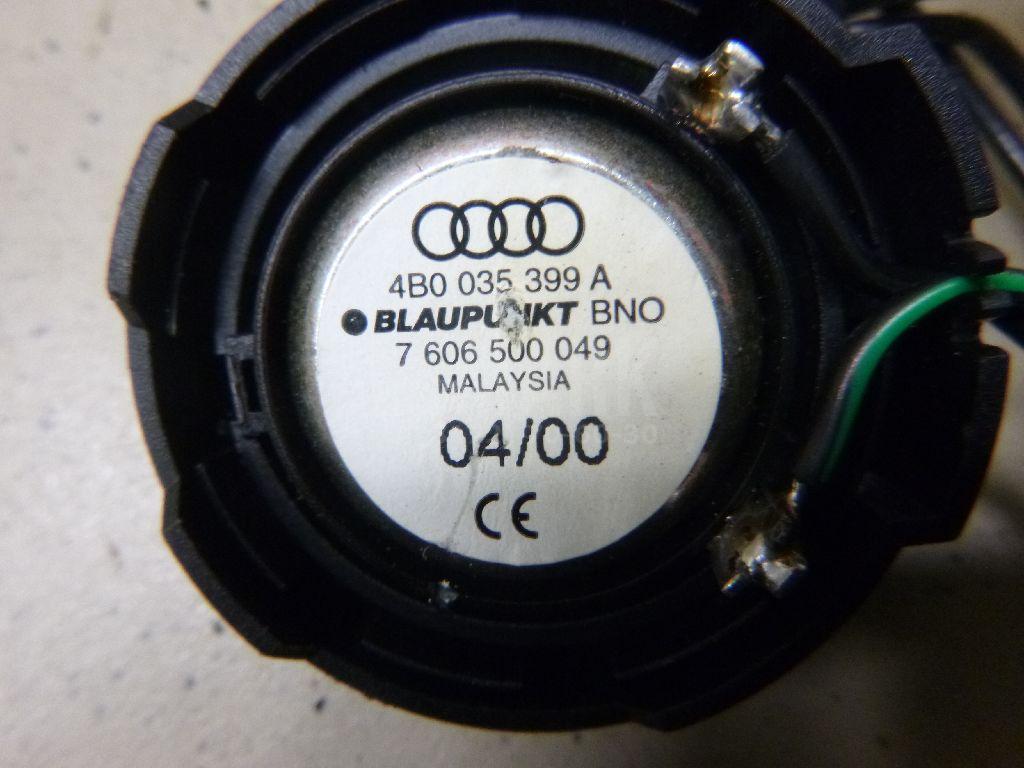 4B0 035 399 A
BLAUPUNKT BNO
7 606 500 049
MALAYSIA
04/00
CE